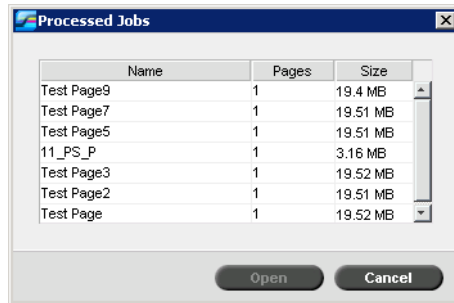 Processed Jobs
Name Pages Size
Test Page9 1 19.4 MB
Test Page7 1 19.51 MB
Test Page5 1 19.51 MB
11_PS_P 1 3.16 MB
Test Page3 1 19.52 MB
Test Page2 1 19.51 MB
Test Page 1 19.52 MB
Open Cancel